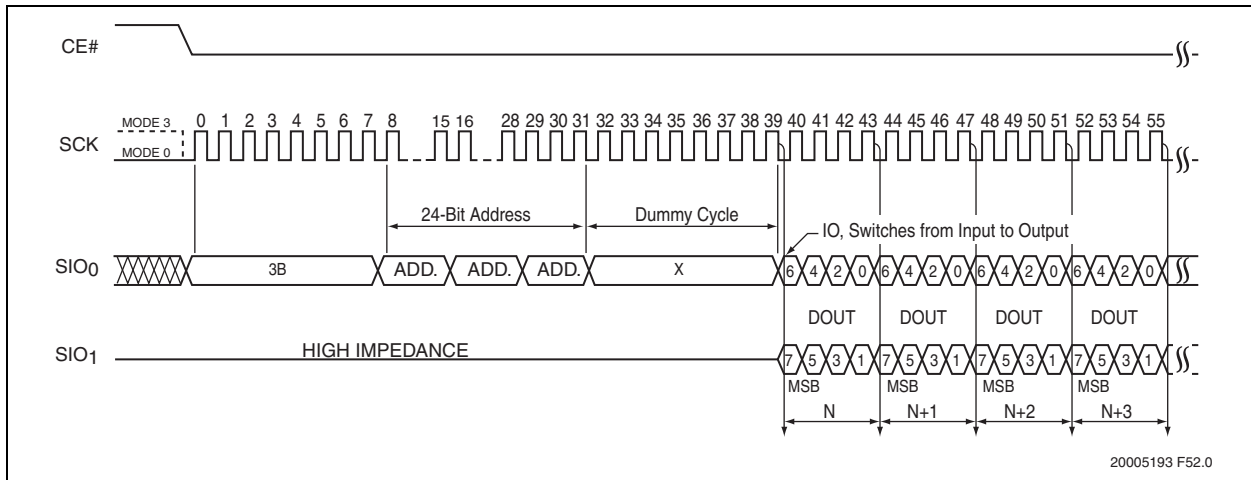 CE#
MODE 3
0 1 2 3 4 5 6 7 8 15 16 28 29 30 31 32 33 34 35 36 37 38 39 40 41 42 43 44 45 46 47 48 49 50 51 52 53 54 55
SCK
MODE 0
24-Bit Address Dummy Cycle
IO, Switches from Input to Output
SIO0 3B ADD. ADD. ADD. X 6 4 2 0 6 4 2 0 6 4 2 0 6 4 2 0
DOUT DOUT DOUT DOUT
SIO1 HIGH IMPEDANCE 7 5 3 1 7 5 3 1 7 5 3 1 7 5 3 1
MSB MSB MSB MSB
N N+1 N+2 N+3
20005193 F52.0